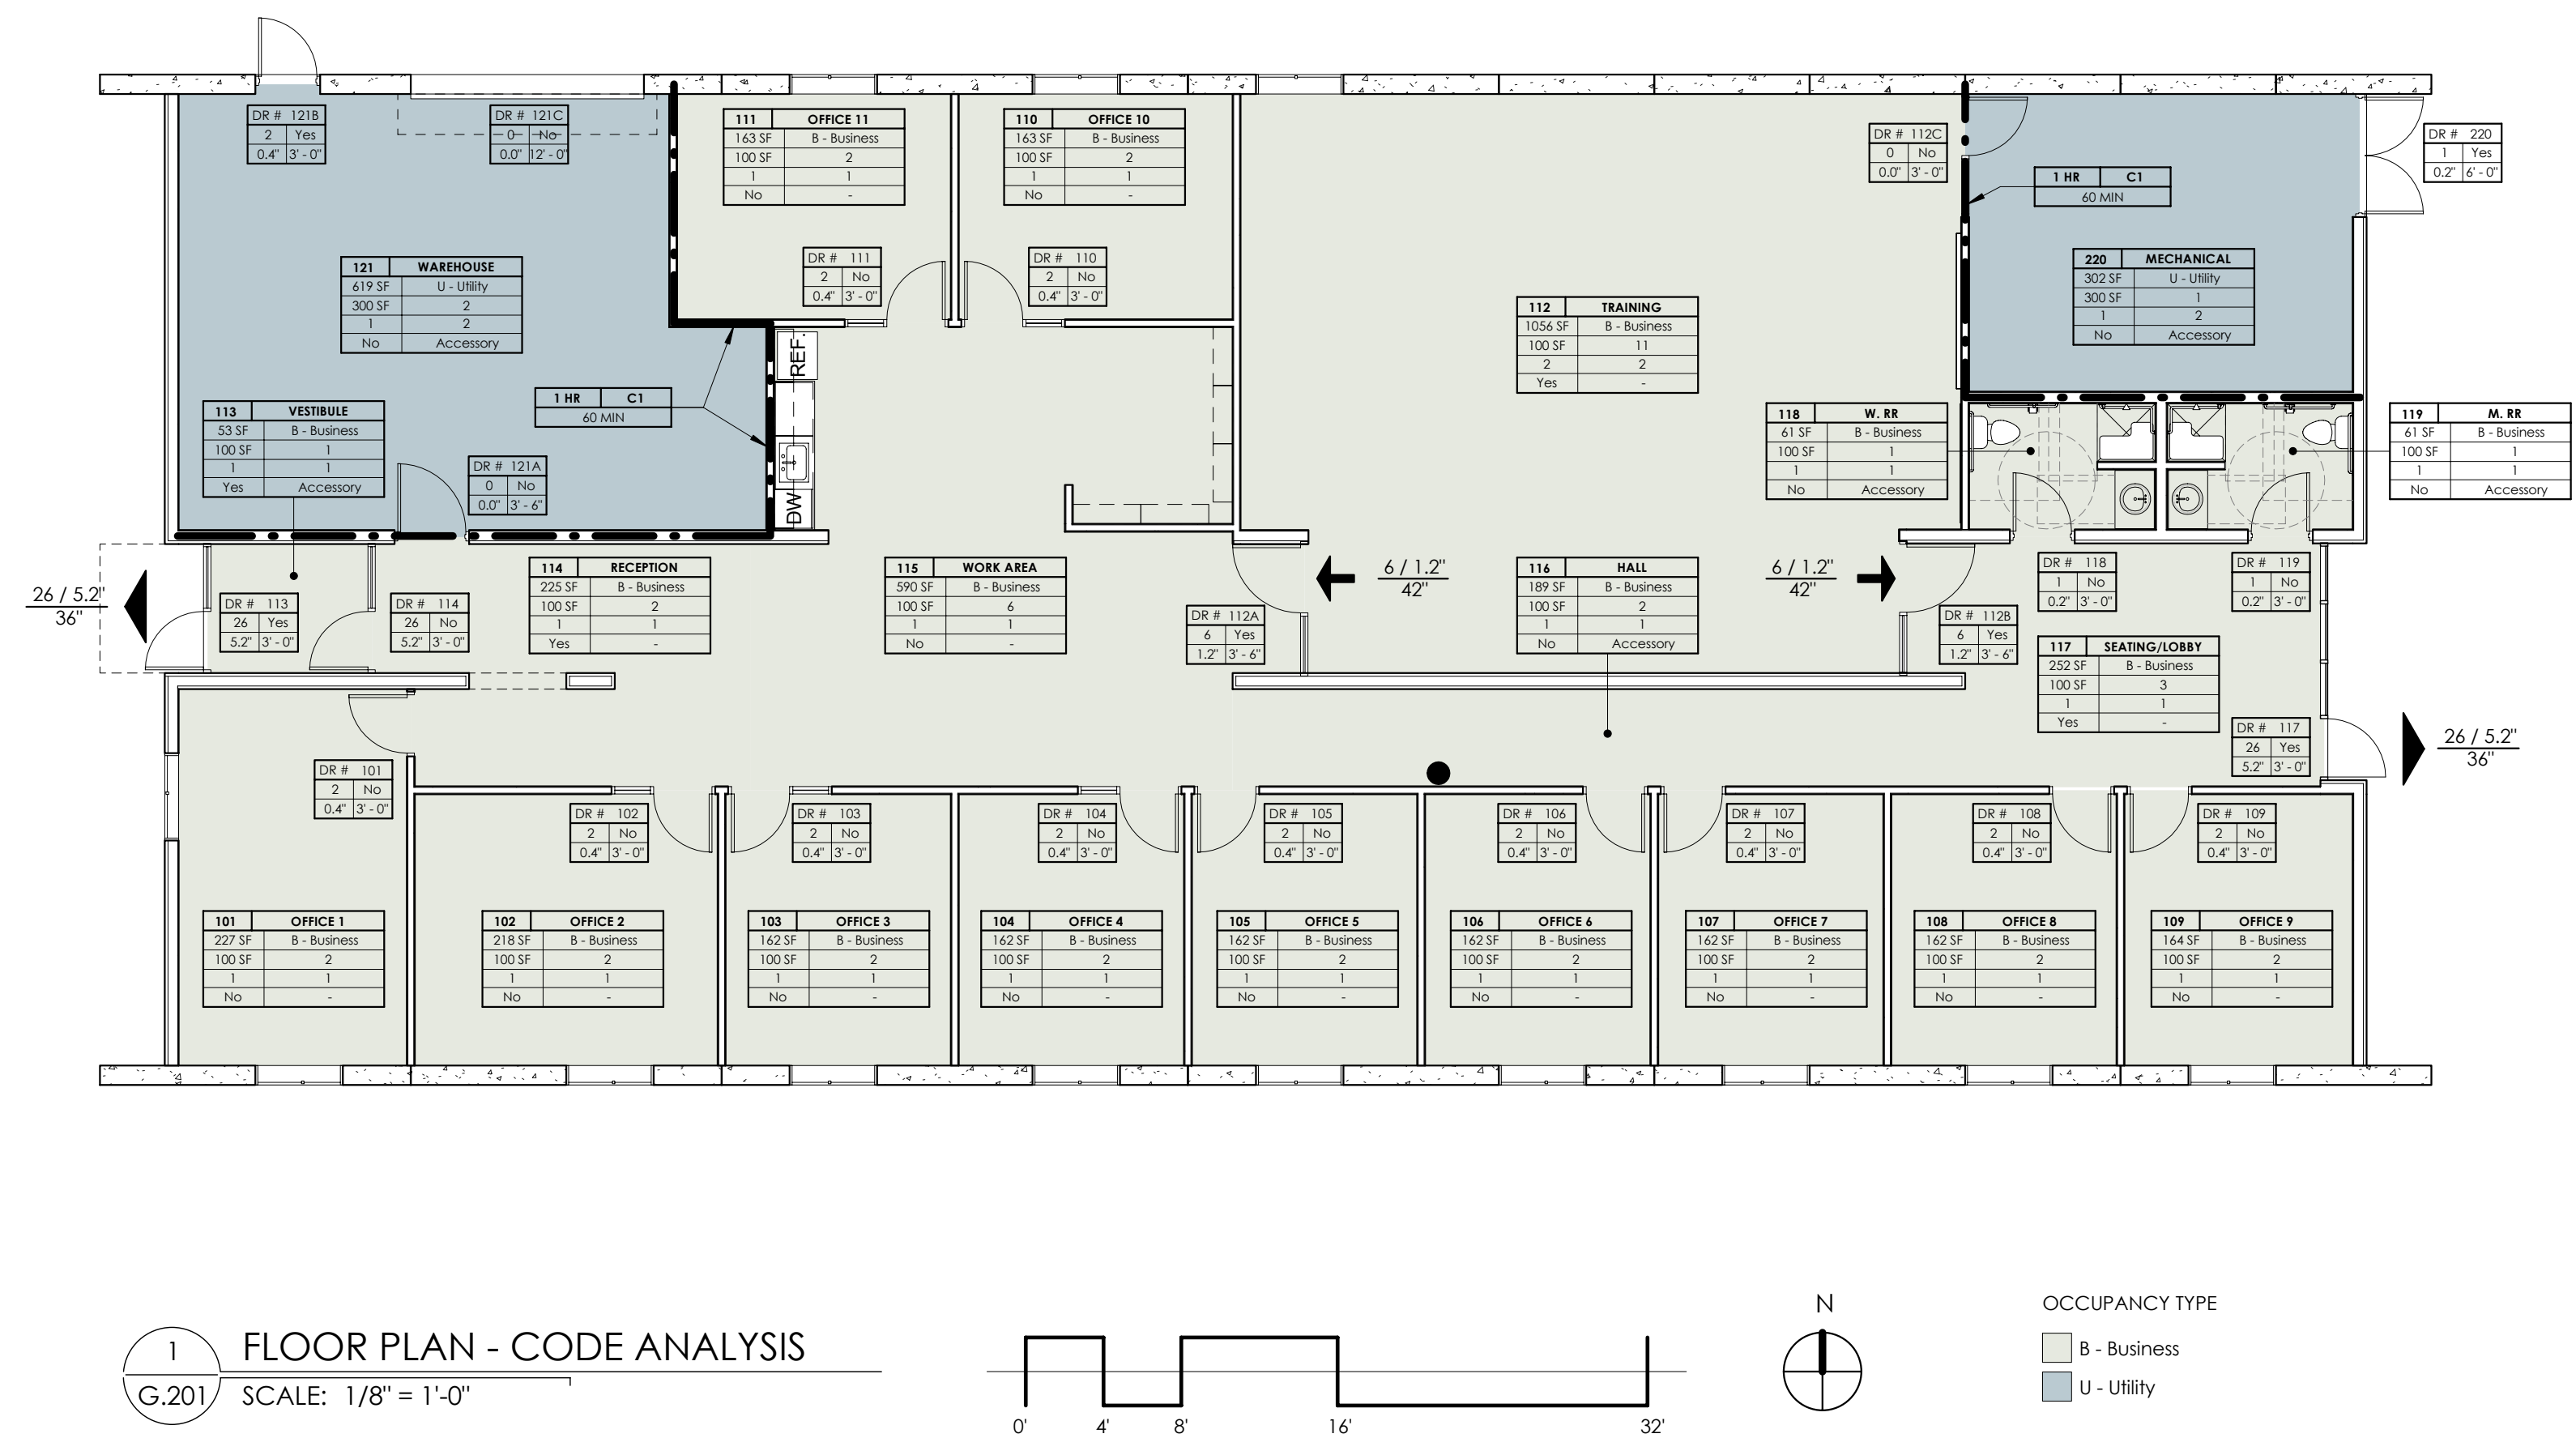 DR # 121B
2 Yes
0.4" 3' - 0"
DR # 121C
0 No
0.0" 12' - 0"
111 OFFICE 11
163 SF B - Business
100 SF 2
1 1
No -
110 OFFICE 10
163 SF B - Business
100 SF 2
1 1
No -
DR # 112C
0 No
0.0" 3' - 0"
DR # 220
1 Yes
0.2" 6' - 0"
1 HR C1
60 MIN
DR # 111
2 No
0.4" 3' - 0"
DR # 110
2 No
0.4" 3' - 0"
121 WAREHOUSE
619 SF U - Utility
300 SF 2
1 2
No Accessory
220 MECHANICAL
302 SF U - Utility
300 SF 1
1 2
No Accessory
112 TRAINING
1056 SF B - Business
100 SF 11
2 2
Yes -
REF.
DW
1 HR C1
60 MIN
113 VESTIBULE
53 SF B - Business
100 SF 1
1 1
Yes Accessory
118 W. RR
61 SF B - Business
100 SF 1
1 1
No Accessory
119 M. RR
61 SF B - Business
100 SF 1
1 1
No Accessory
DR # 121A
0 No
0.0" 3' - 6"
26 / 5.2"
36"
DR # 113
26 Yes
5.2" 3' - 0"
DR # 114
26 No
5.2" 3' - 0"
114 RECEPTION
225 SF B - Business
100 SF 2
1 1
Yes -
115 WORK AREA
590 SF B - Business
100 SF 6
1 1
No -
DR # 112A
6 Yes
1.2" 3' - 6"
6 / 1.2"
42"
116 HALL
189 SF B - Business
100 SF 2
1 1
No Accessory
6 / 1.2"
42"
DR # 112B
6 Yes
1.2" 3' - 6"
DR # 118
1 No
0.2" 3' - 0"
DR # 119
1 No
0.2" 3' - 0"
117 SEATING/LOBBY
252 SF B - Business
100 SF 3
1 1
Yes -
DR # 117
26 Yes
5.2" 3' - 0"
26 / 5.2"
36"
DR # 101
2 No
0.4" 3' - 0"
DR # 102
2 No
0.4" 3' - 0"
DR # 103
2 No
0.4" 3' - 0"
DR # 104
2 No
0.4" 3' - 0"
DR # 105
2 No
0.4" 3' - 0"
DR # 106
2 No
0.4" 3' - 0"
DR # 107
2 No
0.4" 3' - 0"
DR # 108
2 No
0.4" 3' - 0"
DR # 109
2 No
0.4" 3' - 0"
101 OFFICE 1
227 SF B - Business
100 SF 2
1 1
No -
102 OFFICE 2
218 SF B - Business
100 SF 2
1 1
No -
103 OFFICE 3
162 SF B - Business
100 SF 2
1 1
No -
104 OFFICE 4
162 SF B - Business
100 SF 2
1 1
No -
105 OFFICE 5
162 SF B - Business
100 SF 2
1 1
No -
106 OFFICE 6
162 SF B - Business
100 SF 2
1 1
No -
107 OFFICE 7
162 SF B - Business
100 SF 2
1 1
No -
108 OFFICE 8
162 SF B - Business
100 SF 2
1 1
No -
109 OFFICE 9
164 SF B - Business
100 SF 2
1 1
No -
1
G.201
FLOOR PLAN - CODE ANALYSIS
SCALE: 1/8" = 1'-0"
0' 4' 8' 16' 32'
N
OCCUPANCY TYPE
B - Business
U - Utility